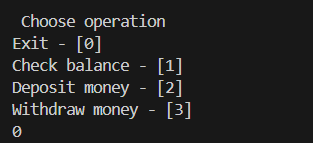 Choose operation
Exit - [0]
Check balance - [1]
Deposit money - [2]
Withdraw money - [3]
0